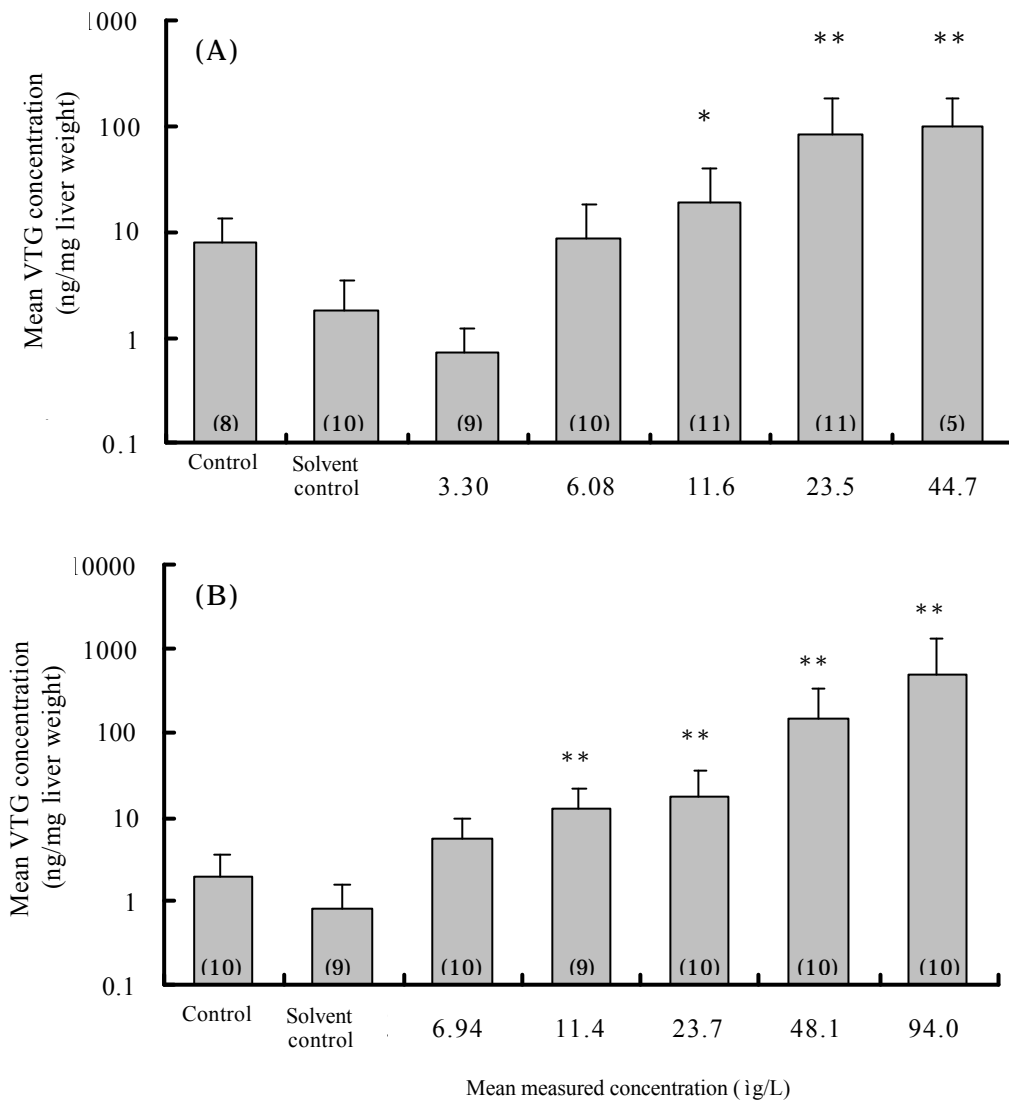 1000
(A)
** **
*
100
10
1
0.1
Mean VTG concentration
(ng/mg liver weight)
(8) (10) (9) (10) (11) (11) (5)
Control Solvent control 3.30 6.08 11.6 23.5 44.7
10000
(B)
**
1000
**
100
** **
10
1
0.1
Mean VTG concentration
(ng/mg liver weight)
(10) (9) (10) (9) (10) (10) (10)
Control Solvent control 6.94 11.4 23.7 48.1 94.0
Mean measured concentration (ìg/L)